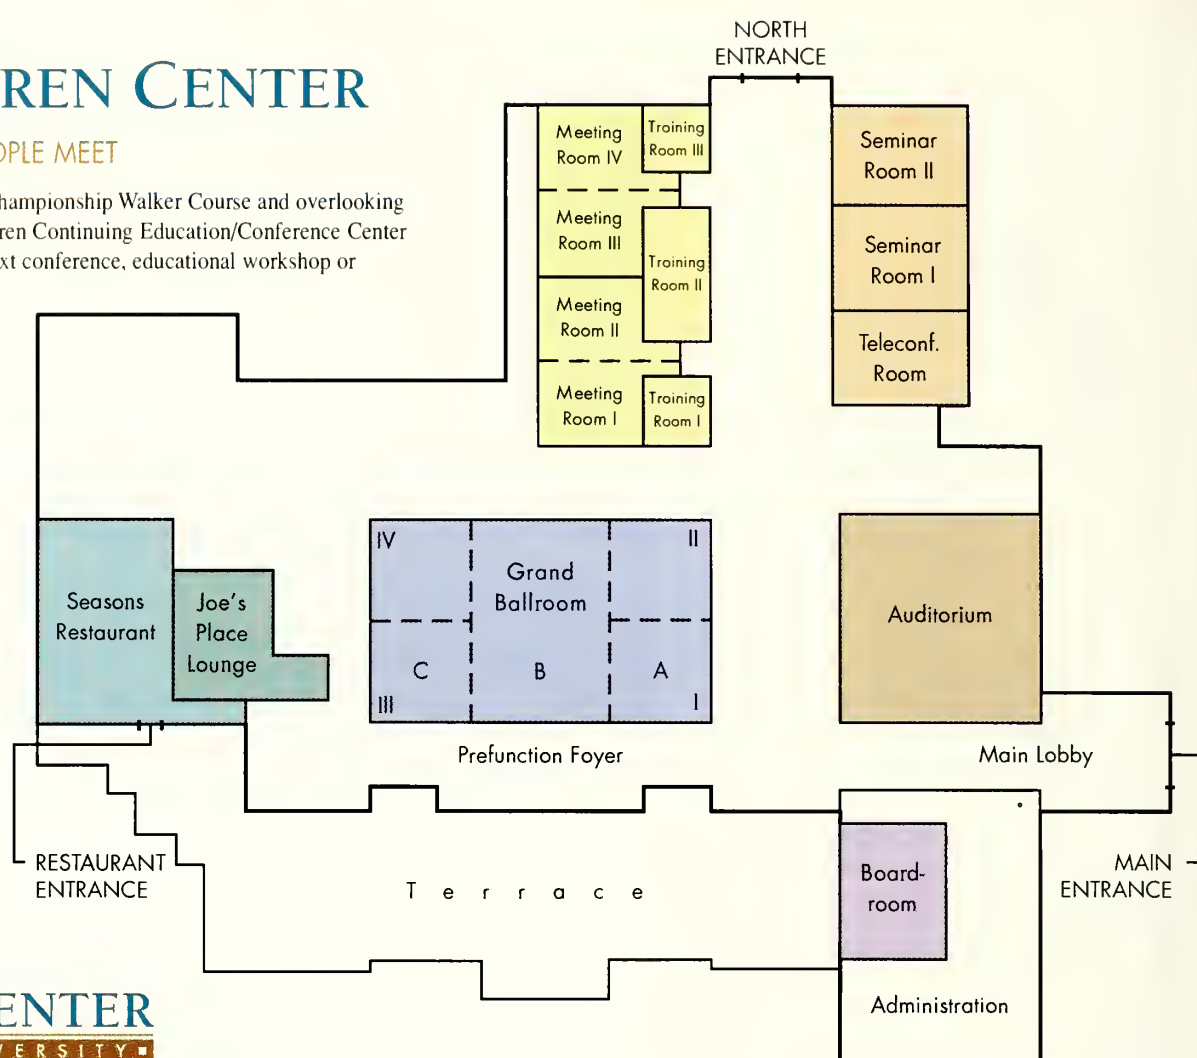 NORTH
ENTRANCE
REN CENTER
OPLE MEET
hampionship Walker Course and overlooking
ren Continuing Education/Conference Center
xt conference, educational workshop or
Meeting
Room IV
Training
Room III
Meeting
Room III
Training
Room II
Meeting
Room II
Meeting
Room I
Training
Room I
Seminar
Room II
Seminar
Room I
Teleconf.
Room
Seasons
Restaurant
Joe's
Place
Lounge
IV
II
Grand
Ballroom
C
B
A
III
I
Auditorium
Prefunction Foyer
Main Lobby
RESTAURANT
ENTRANCE
Terrace
Board-
room
MAIN
ENTRANCE
Administration
ENTER
VERSITY